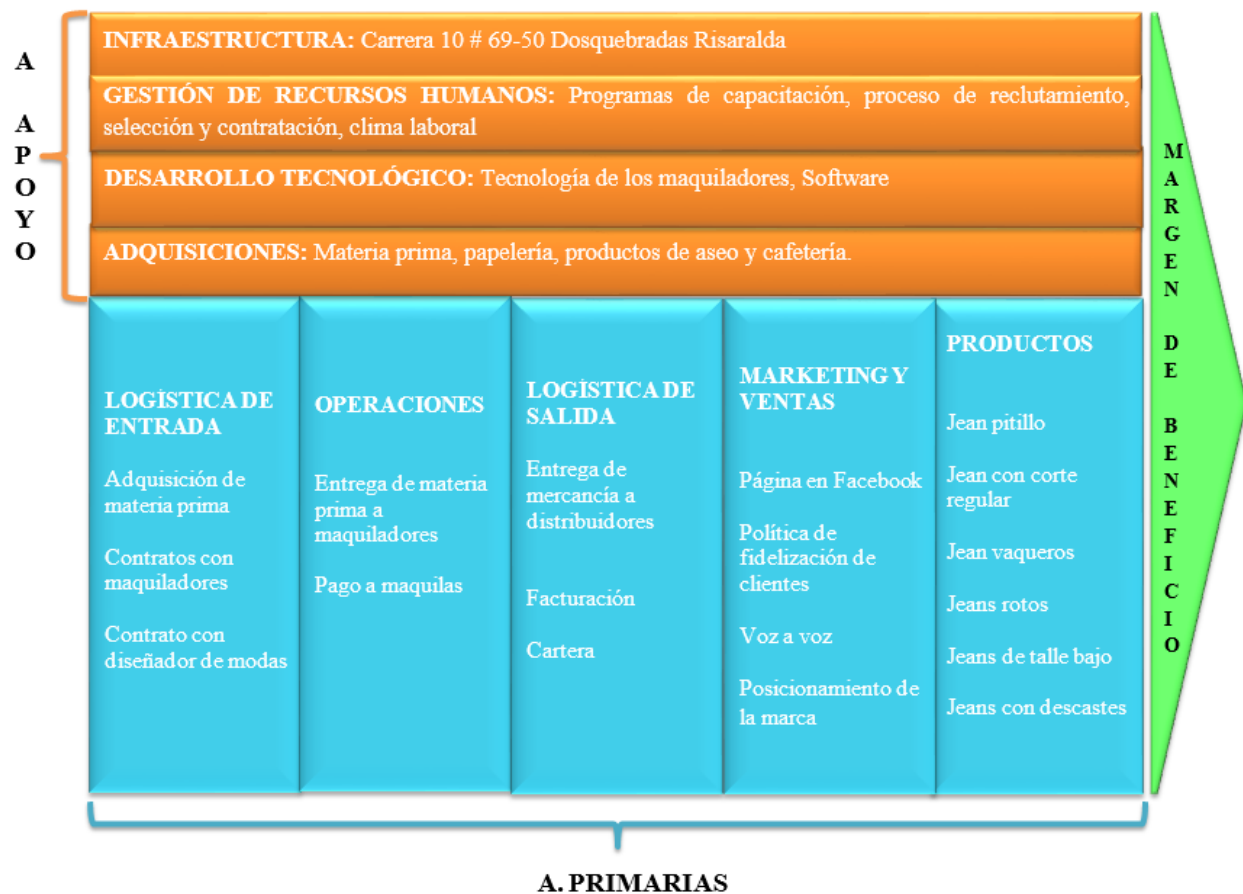 A APOYO
INFRAESTRUCTURA: Carrera 10 # 69-50 Dosquebradas Risaralda
GESTIÓN DE RECURSOS HUMANOS: Programas de capacitación, proceso de reclutamiento,
selección y contratación, clima laboral
DESARROLLO TECNOLÓGICO: Tecnología de los maquiladores, Software
ADQUISICIONES: Materia prima, papelería, productos de aseo y cafetería.
LOGÍSTICA DE
ENTRADA
Adquisición de
materia prima
Contratos con
maquiladores
Contrato con
diseñador de modas
OPERACIONES
Entrega de materia
prima a
maquiladores
Pago a maquilas
LOGÍSTICA DE
SALIDA
Entrega de
mercancía a
distribuidores
Facturación
Cartera
MARKETING Y
VENTAS
Página en Facebook
Política de
fidelización de
clientes
Voz a voz
Posicionamiento de
la marca
PRODUCTOS
Jean pitillo
Jean con corte
regular
Jean vaqueros
Jeans rotos
Jeans de talle bajo
Jeans con descastes
MARGEN DE BENEFICIO
A. PRIMARIAS